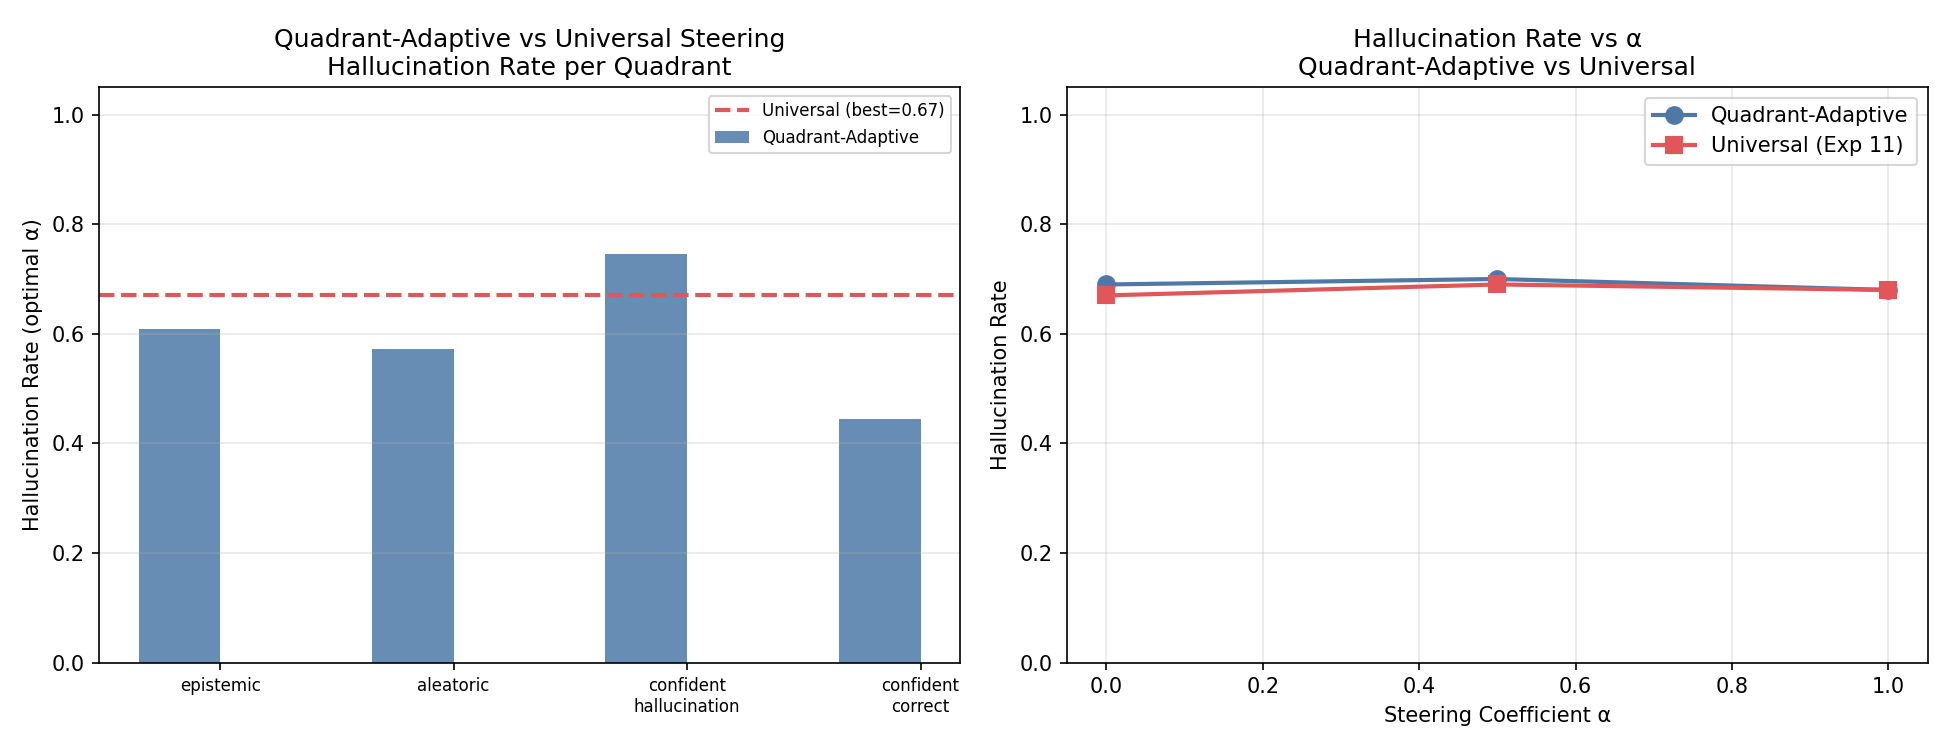 Quadrant-Adaptive vs Universal Steering
Hallucination Rate per Quadrant
Hallucination Rate (optimal α)
1.0
0.8
0.6
0.4
0.2
0.0
Universal (best=0.67)
Quadrant-Adaptive
epistemic
aleatoric
confident
hallucination
confident
correct
Hallucination Rate vs α
Quadrant-Adaptive vs Universal
Hallucination Rate
1.0
0.8
0.6
0.4
0.2
0.0
Quadrant-Adaptive
Universal (Exp 11)
0.0 0.2 0.4 0.6 0.8 1.0
Steering Coefficient α